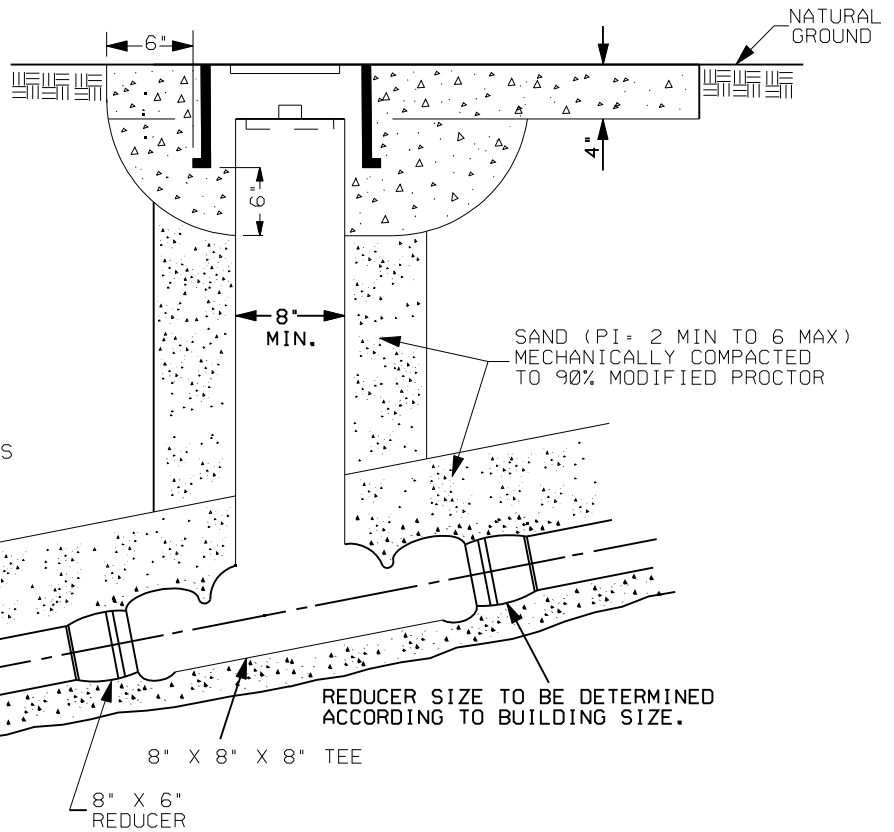 NATURAL
GROUND
6"
4"
6"
8"
MIN.
SAND (PI= 2 MIN TO 6 MAX)
MECHANICALLY COMPACTED
TO 90% MODIFIED PROCTOR
S
REDUCER SIZE TO BE DETERMINED
ACCORDING TO BUILDING SIZE.
8" X 8" X 8" TEE
8" X 6"
REDUCER